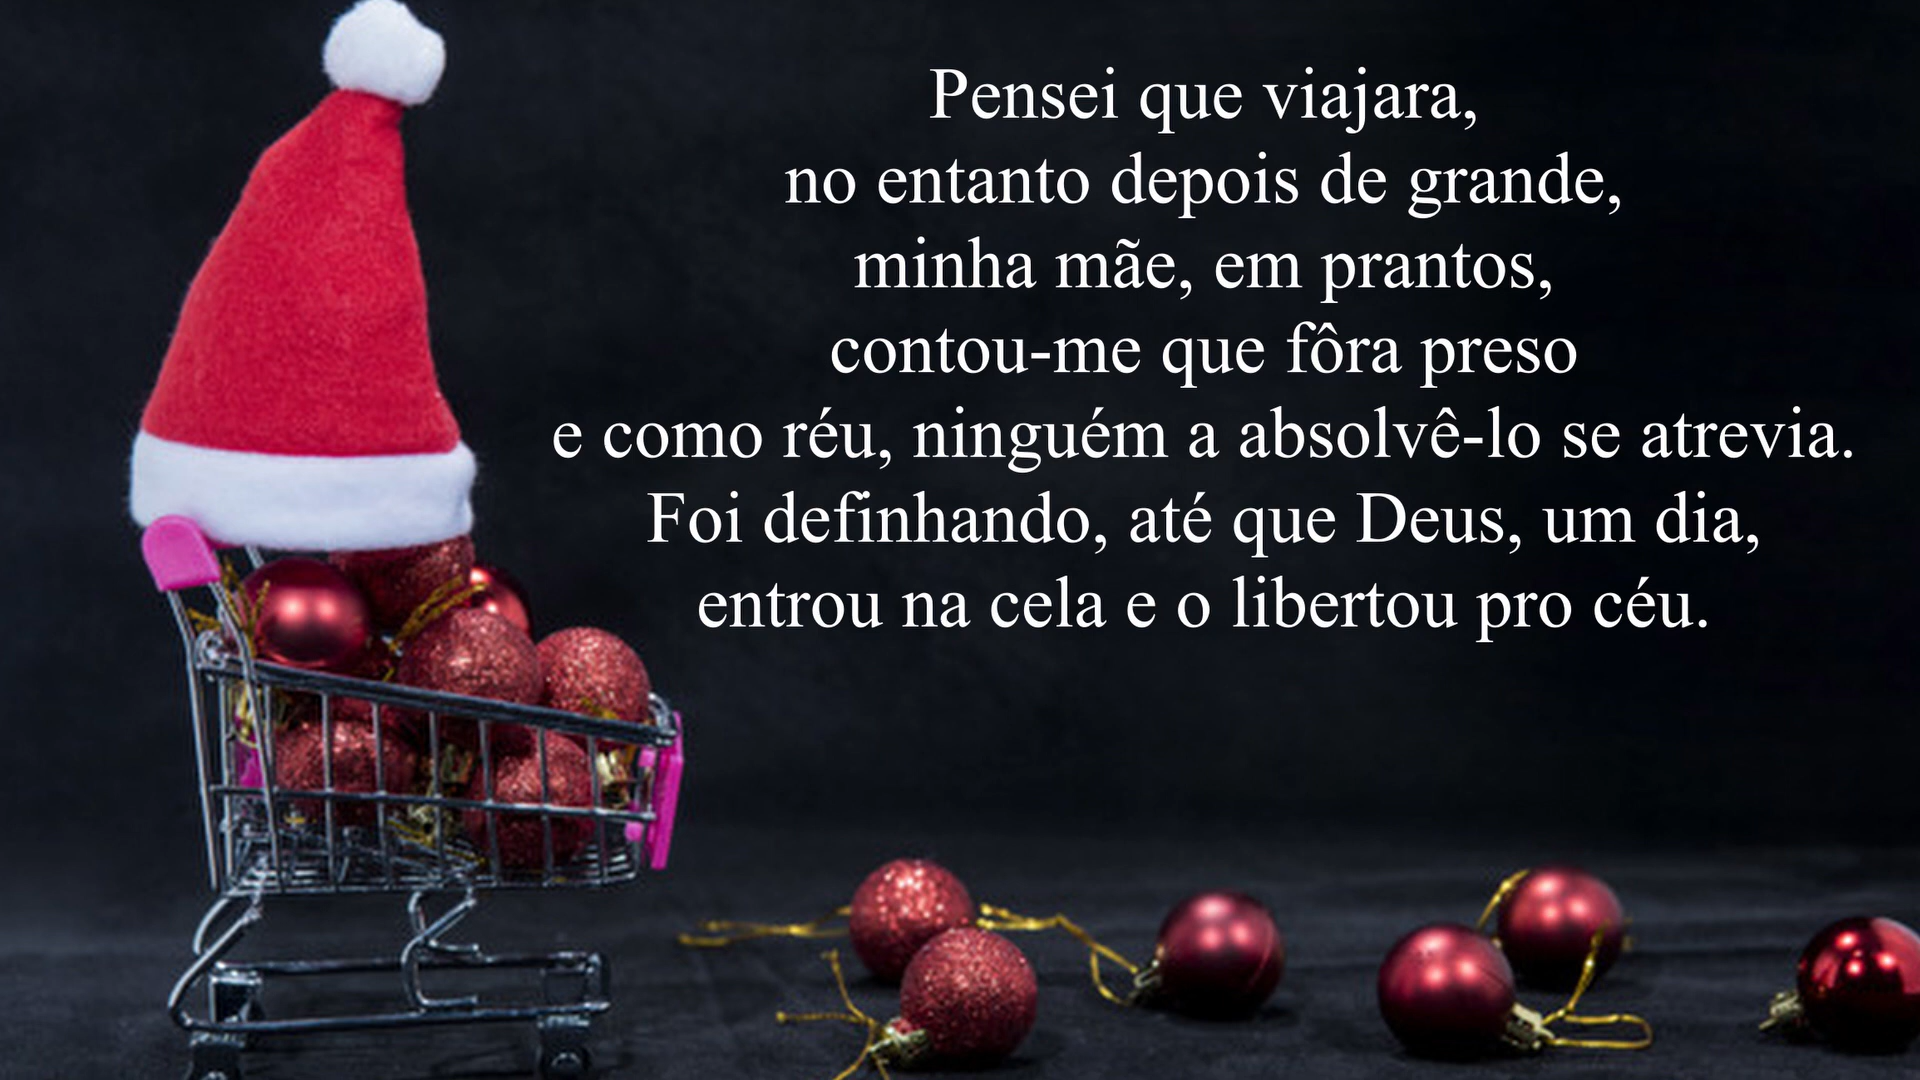 Pensei que viajara,
no entanto depois de grande,
minha mãe, em prantos,
contou-me que fôra preso
e como réu, ninguém a absolvê-lo se atrevia.
Foi definhando, até que Deus, um dia,
entrou na cela e o libertou pro céu.